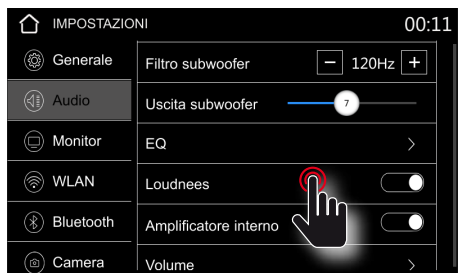 IMPOSTAZIONI 00:11
Generale
Audio
Monitor
WLAN
Bluetooth
Camera
Filtro subwoofer − 120Hz +
Uscita subwoofer 7
EQ >
Loudnees
Amplificatore interno
Volume >